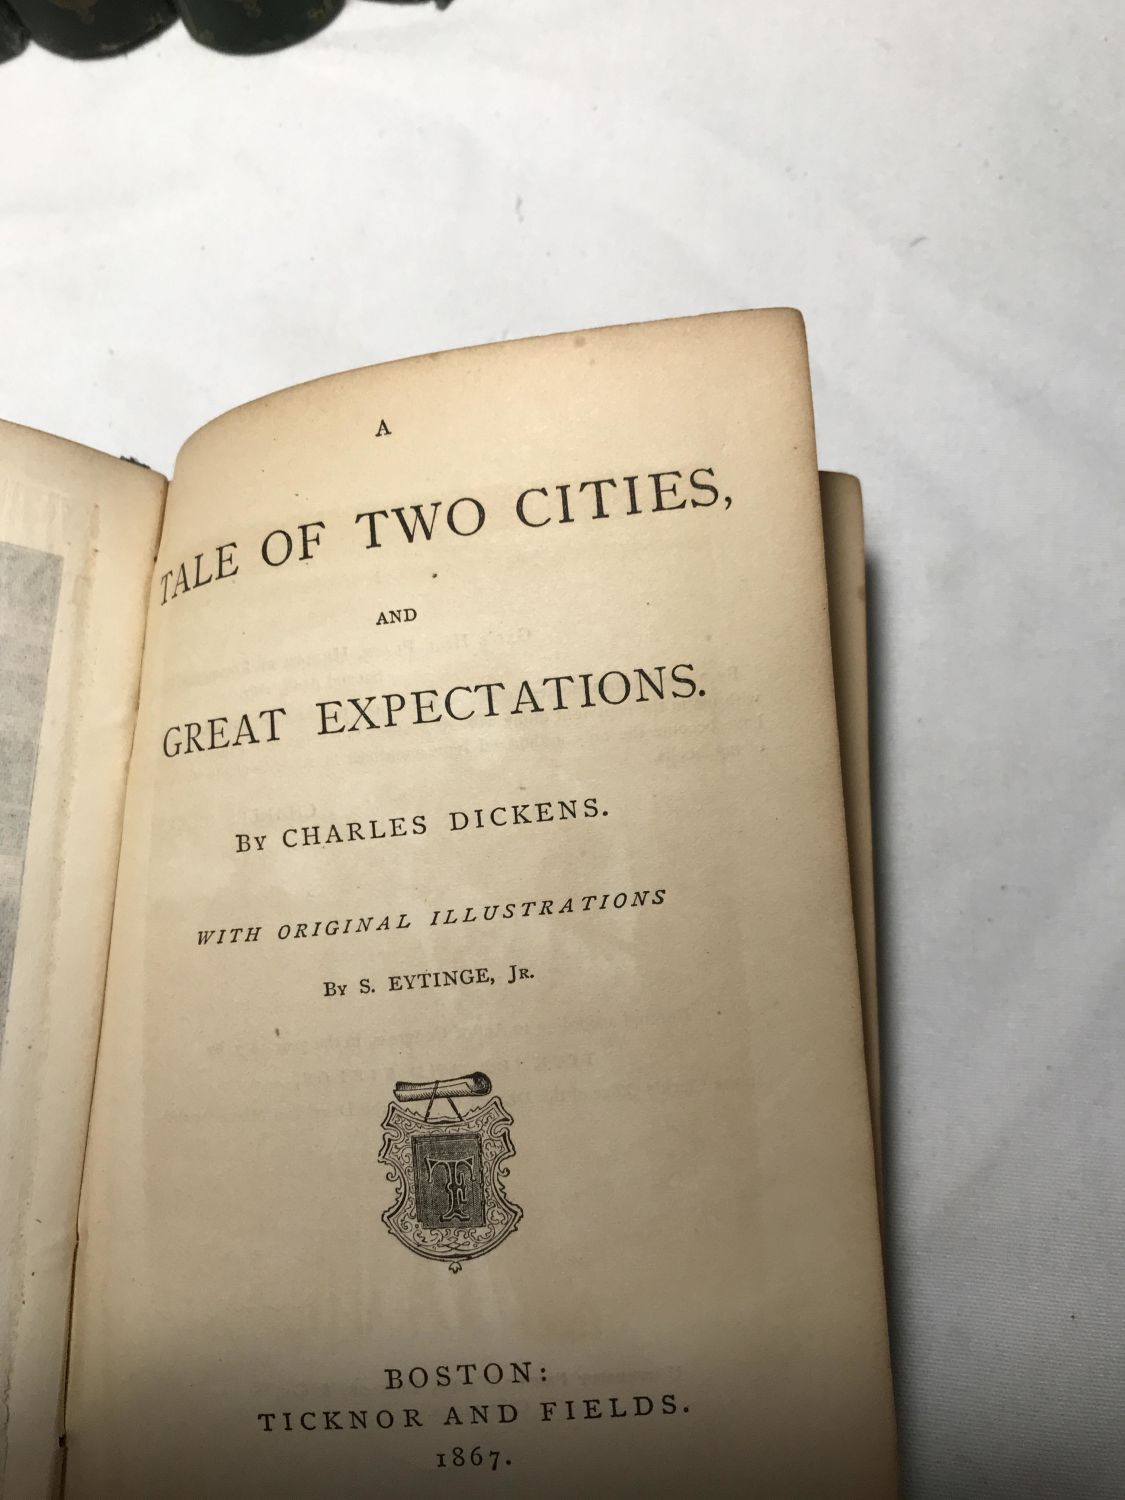 A
TALE OF TWO CITIES,
AND
GREAT EXPECTATIONS.
BY CHARLES DICKENS.
WITH ORIGINAL ILLUSTRATIONS
BY S. EYTINGE, JR.
TF
BOSTON:
TICKNOR AND FIELDS.
1867.